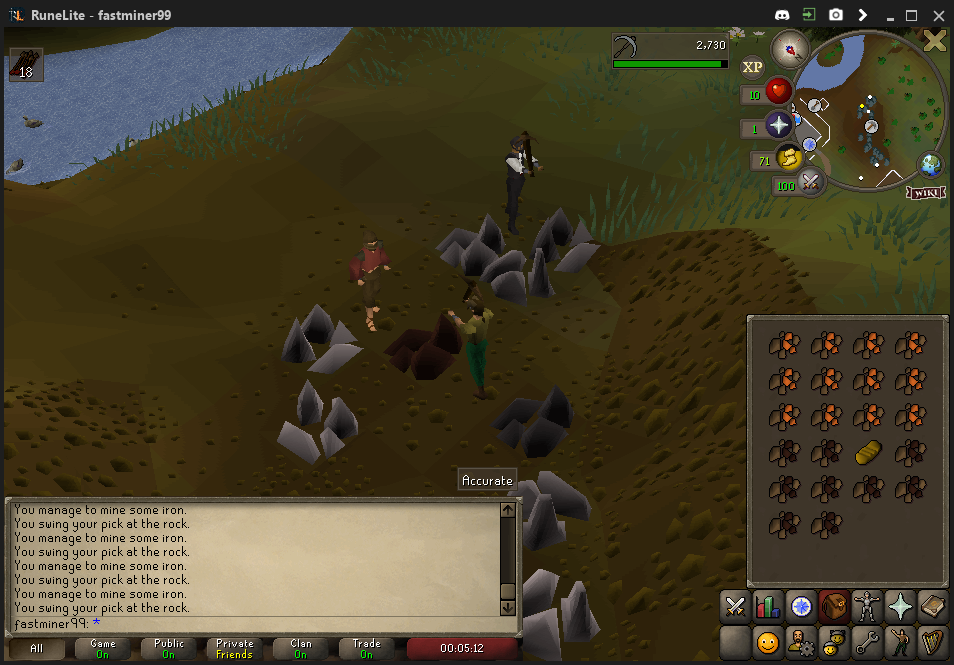 RuneLite - fastminer99
18
2,730
XP
10
1
71
100
WIKI
Accurate
You manage to mine some iron.
You swing your pick at the rock.
You manage to mine some iron.
You swing your pick at the rock.
You manage to mine some iron.
You swing your pick at the rock.
You manage to mine some iron.
You swing your pick at the rock.
fastminer99: *
All
Game
On
Public
On
Private
Friends
Clan
On
Trade
On
00:05:12